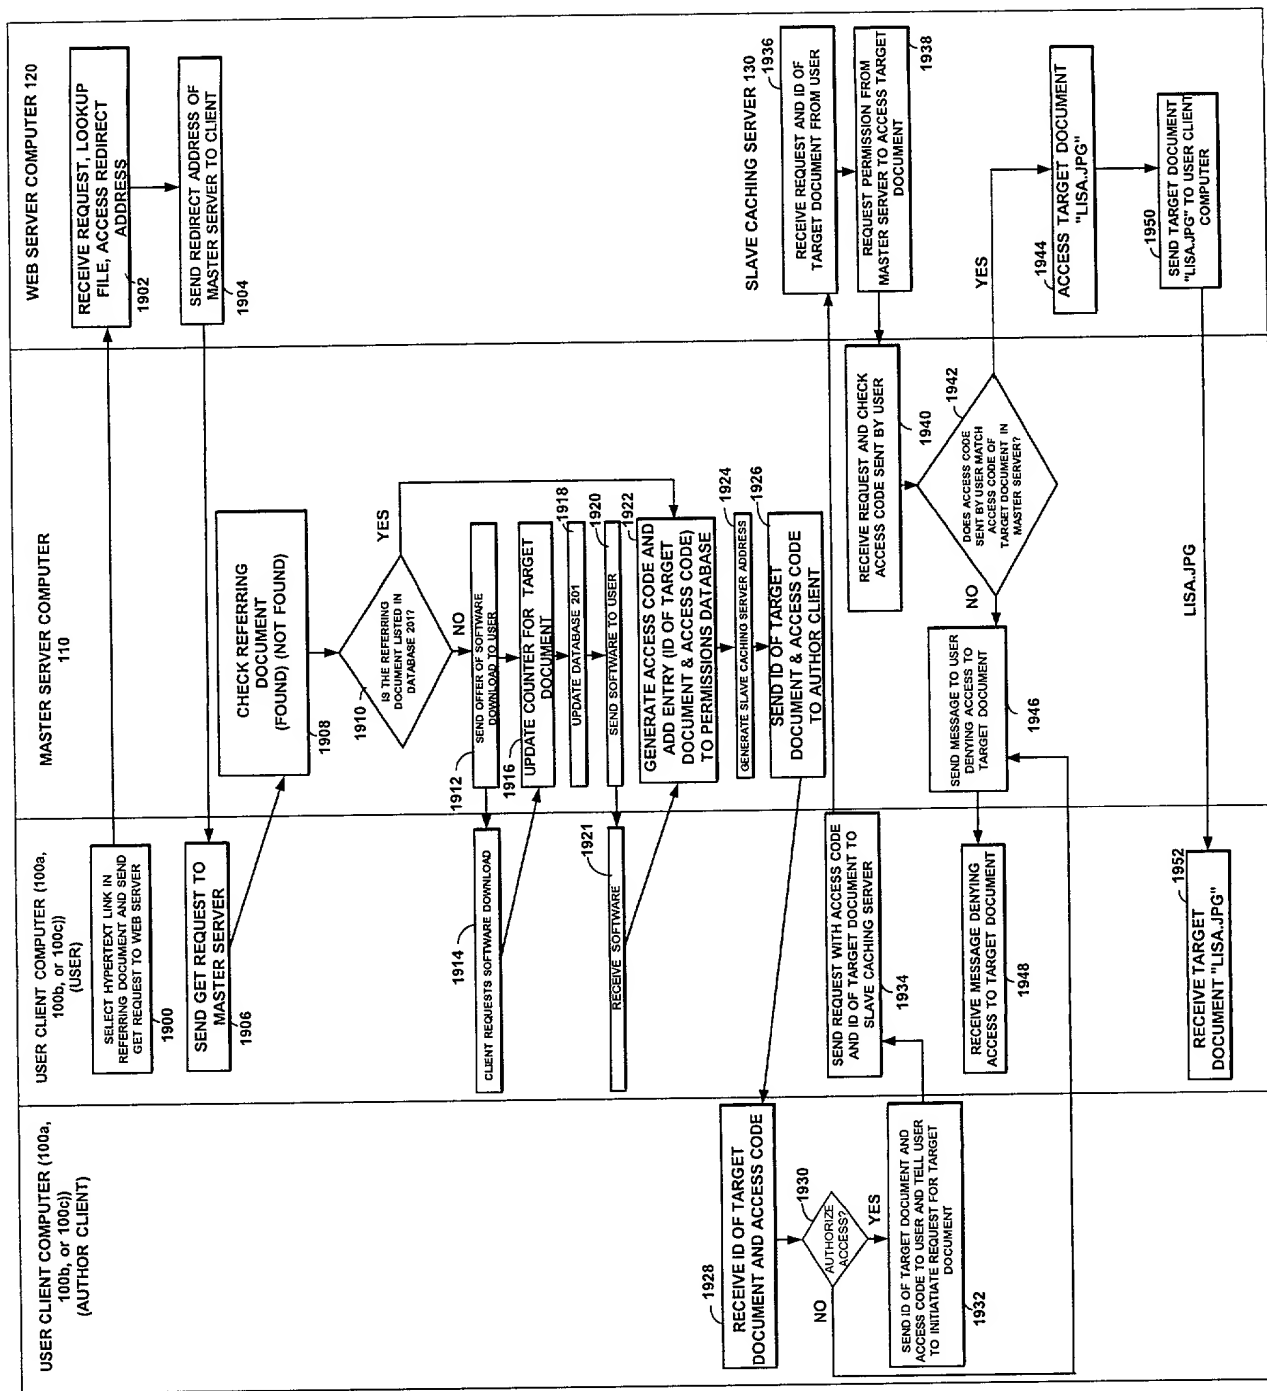 USER CLIENT COMPUTER (100a,
100b, or 100c))
(AUTHOR CLIENT)
1928
RECEIVE ID OF TARGET
DOCUMENT AND ACCESS CODE
AUTHORIZE
ACCESS?
1930
NO
YES
SEND ID OF TARGET DOCUMENT AND
ACCESS CODE TO USER AND TELL USER
TO INITIATIATE REQUEST FOR TARGET
DOCUMENT
1932
USER CLIENT COMPUTER (100a,
100b, or 100c))
(USER)
SELECT HYPERTEXT LINK IN
REFERRING DOCUMENT AND SEND
GET REQUEST TO WEB SERVER
1900
SEND GET REQUEST TO
MASTER SERVER
1906
CLIENT REQUESTS SOFTWARE DOWNLOAD
1914
RECEIVE SOFTWARE
1921
SEND REQUEST WITH ACCESS CODE
AND ID OF TARGET DOCUMENT TO
SLAVE CACHING SERVER
1934
RECEIVE MESSAGE DENYING
ACCESS TO TARGET DOCUMENT
1948
1952
RECEIVE TARGET
DOCUMENT "LISA.JPG"
MASTER SERVER COMPUTER
110
CHECK REFERRING
DOCUMENT
(FOUND) (NOT FOUND)
1908
1910
IS THE REFERRING
DOCUMENT LISTED IN
DATABASE 201?
YES
NO
1912
SEND OFFER OF SOFTWARE
DOWNLOAD TO USER
1916
UPDATE COUNTER FOR TARGET
DOCUMENT
1918
UPDATE DATABASE 201
1920
SEND SOFTWARE TO USER
1922
GENERATE ACCESS CODE AND
ADD ENTRY (ID OF TARGET
DOCUMENT & ACCESS CODE)
TO PERMISSIONS DATABASE
1924
GENERATE SLAVE CACHING SERVER ADDRESS
1926
SEND ID OF TARGET
DOCUMENT & ACCESS CODE
TO AUTHOR CLIENT
RECEIVE REQUEST AND CHECK
ACCESS CODE SENT BY USER
1940
1942
DOES ACCESS CODE
SENT BY USER MATCH
ACCESS CODE OF
TARGET DOCUMENT IN
MASTER SERVER?
NO
YES
SEND MESSAGE TO USER
DENYING ACCESS TO
TARGET DOCUMENT
1946
LISA.JPG
WEB SERVER COMPUTER 120
RECEIVE REQUEST, LOOKUP
FILE, ACCESS REDIRECT
ADDRESS
1902
SEND REDIRECT ADDRESS OF
MASTER SERVER TO CLIENT
1904
SLAVE CACHING SERVER 130
1936
RECEIVE REQUEST AND ID OF
TARGET DOCUMENT FROM USER
REQUEST PERMISSION FROM
MASTER SERVER TO ACCESS TARGET
DOCUMENT
1938
1944
ACCESS TARGET DOCUMENT
"LISA.JPG"
1950
SEND TARGET DOCUMENT
"LISA.JPG" TO USER CLIENT
COMPUTER